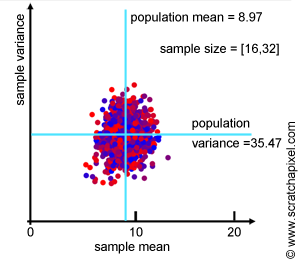 population mean = 8.97
sample size = [16,32]
sample variance
population
variance =35.47
0
10
20
sample mean
© www.scratchapixel.com